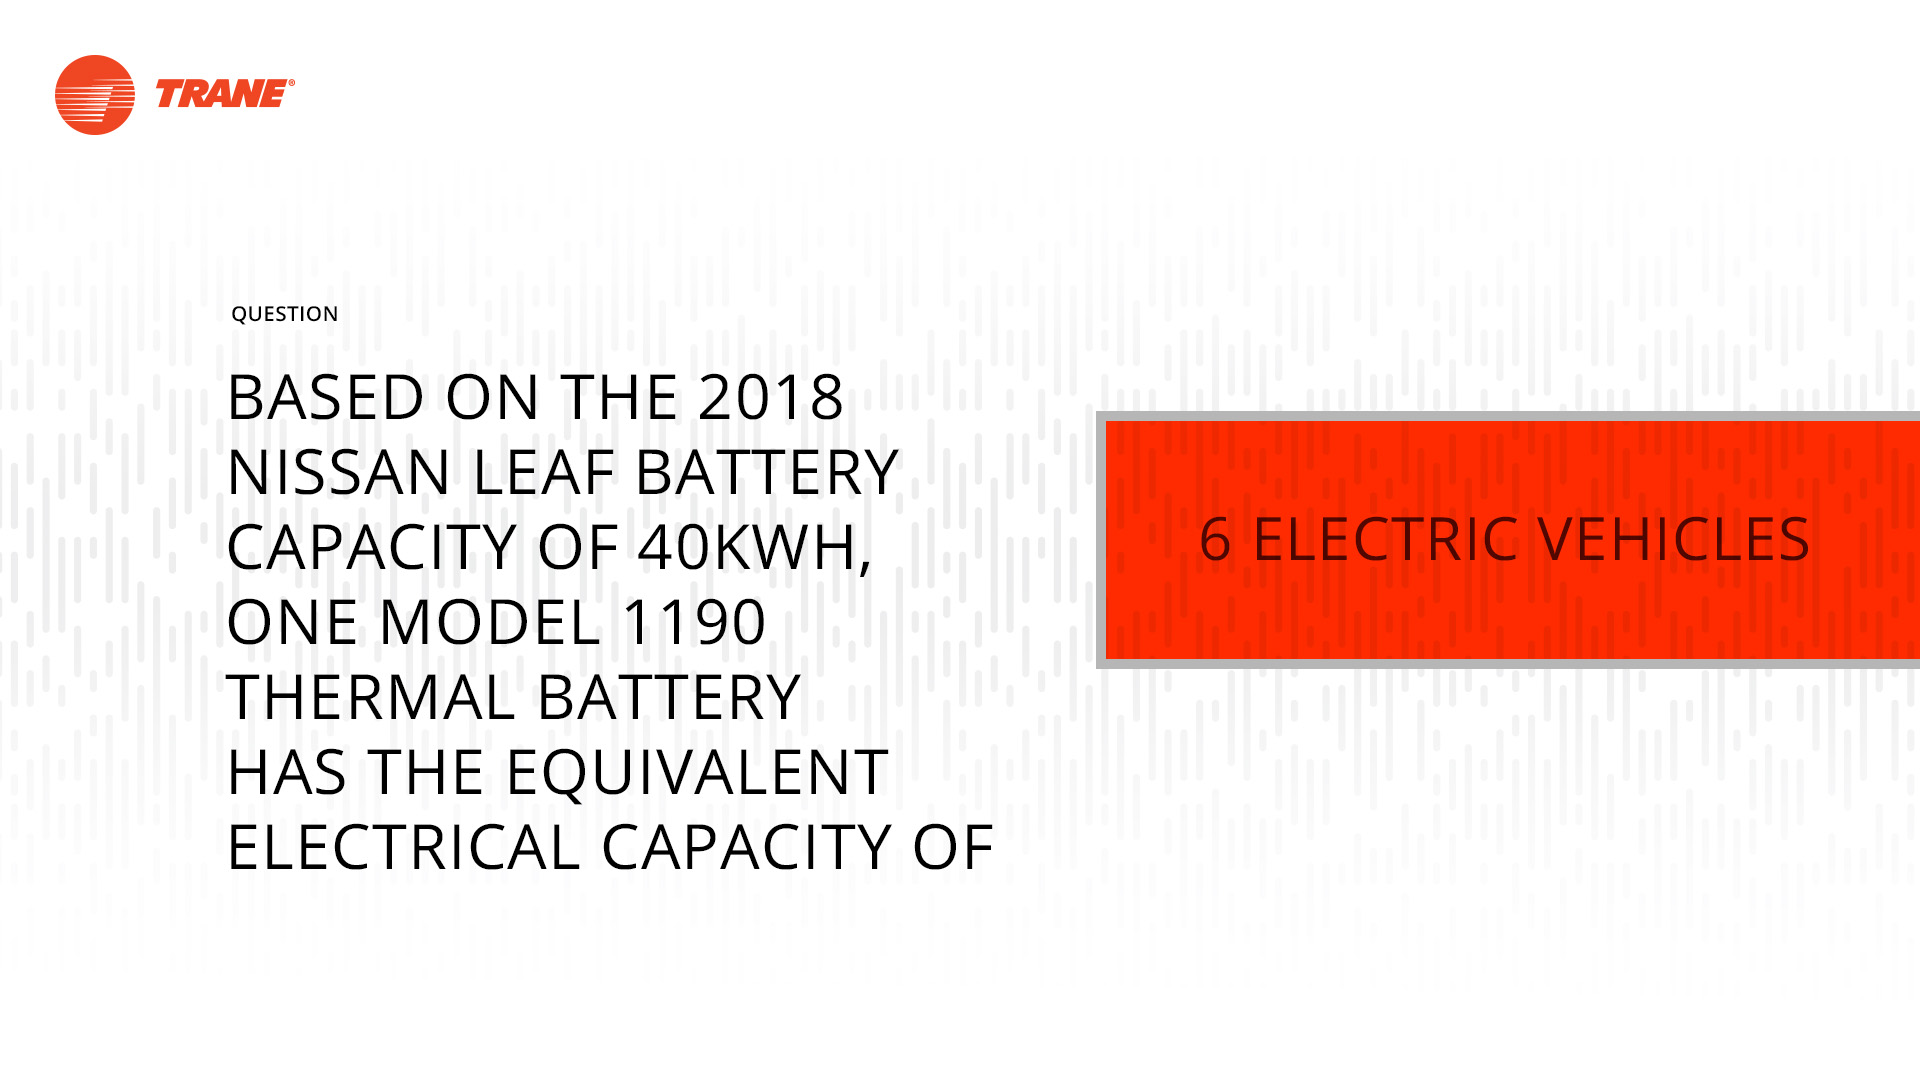 TRANE®
QUESTION
BASED ON THE 2018
NISSAN LEAF BATTERY
CAPACITY OF 40KWH,
ONE MODEL 1190
THERMAL BATTERY
HAS THE EQUIVALENT
ELECTRICAL CAPACITY OF
6 ELECTRIC VEHICLES